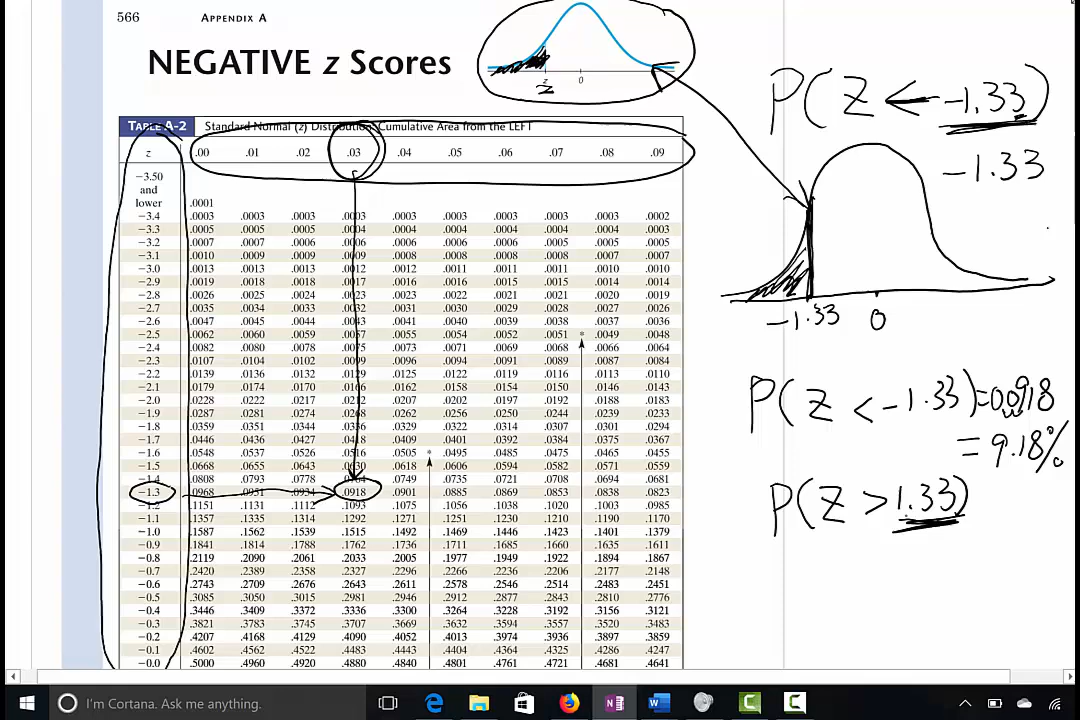 566 APPENDIX A
NEGATIVE z Scores
z 0
TABLE A-2 Standard Normal (z) Distribution: Cumulative Area from the LEFT
z .00 .01 .02 .03 .04 .05 .06 .07 .08 .09
−3.50
and
lower .0001
−3.4 .0003 .0003 .0003 .0003 .0003 .0003 .0003 .0003 .0003 .0002
−3.3 .0005 .0005 .0005 .0004 .0004 .0004 .0004 .0004 .0004 .0003
−3.2 .0007 .0007 .0006 .0006 .0006 .0006 .0006 .0005 .0005 .0005
−3.1 .0010 .0009 .0009 .0009 .0008 .0008 .0008 .0008 .0007 .0007
−3.0 .0013 .0013 .0013 .0012 .0012 .0011 .0011 .0011 .0010 .0010
−2.9 .0019 .0018 .0018 .0017 .0016 .0016 .0015 .0015 .0014 .0014
−2.8 .0026 .0025 .0024 .0023 .0023 .0022 .0021 .0021 .0020 .0019
−2.7 .0035 .0034 .0033 .0032 .0031 .0030 .0029 .0028 .0027 .0026
−2.6 .0047 .0045 .0044 .0043 .0041 .0040 .0039 .0038 .0037 .0036
−2.5 .0062 .0060 .0059 .0057 .0055 .0054 .0052 .0051 * .0049 .0048
−2.4 .0082 .0080 .0078 .0075 .0073 .0071 .0069 .0068 .0066 .0064
−2.3 .0107 .0104 .0102 .0099 .0096 .0094 .0091 .0089 .0087 .0084
−2.2 .0139 .0136 .0132 .0129 .0125 .0122 .0119 .0116 .0113 .0110
−2.1 .0179 .0174 .0170 .0166 .0162 .0158 .0154 .0150 .0146 .0143
−2.0 .0228 .0222 .0217 .0212 .0207 .0202 .0197 .0192 .0188 .0183
−1.9 .0287 .0281 .0274 .0268 .0262 .0256 .0250 .0244 .0239 .0233
−1.8 .0359 .0351 .0344 .0336 .0329 .0322 .0314 .0307 .0301 .0294
−1.7 .0446 .0436 .0427 .0418 .0409 .0401 .0392 .0384 .0375 .0367
−1.6 .0548 .0537 .0526 .0516 .0505 * .0495 .0485 .0475 .0465 .0455
−1.5 .0668 .0655 .0643 .0630 .0618 .0606 .0594 .0582 .0571 .0559
−1.4 .0808 .0793 .0778 .0749 .0735 .0721 .0708 .0694 .0681
−1.3 .0968 .0951 .0934 .0918 .0901 .0885 .0869 .0853 .0838 .0823
−1.2 .1151 .1131 .1112 .1093 .1075 .1056 .1038 .1020 .1003 .0985
−1.1 .1357 .1335 .1314 .1292 .1271 .1251 .1230 .1210 .1190 .1170
−1.0 .1587 .1562 .1539 .1515 .1492 .1469 .1446 .1423 .1401 .1379
−0.9 .1841 .1814 .1788 .1762 .1736 .1711 .1685 .1660 .1635 .1611
−0.8 .2119 .2090 .2061 .2033 .2005 .1977 .1949 .1922 .1894 .1867
−0.7 .2420 .2389 .2358 .2327 .2296 .2266 .2236 .2206 .2177 .2148
−0.6 .2743 .2709 .2676 .2643 .2611 .2578 .2546 .2514 .2483 .2451
−0.5 .3085 .3050 .3015 .2981 .2946 .2912 .2877 .2843 .2810 .2776
−0.4 .3446 .3409 .3372 .3336 .3300 .3264 .3228 .3192 .3156 .3121
−0.3 .3821 .3783 .3745 .3707 .3669 .3632 .3594 .3557 .3520 .3483
−0.2 .4207 .4168 .4129 .4090 .4052 .4013 .3974 .3936 .3897 .3859
−0.1 .4602 .4562 .4522 .4483 .4443 .4404 .4364 .4325 .4286 .4247
−0.0 .5000 .4960 .4920 .4880 .4840 .4801 .4761 .4721 .4681 .4641
P(Z < -1.33)
-1.33
-1.33 0
P(Z < -1.33) = 0.0918
= 9.18%
P(Z > 1.33)
I'm Cortana. Ask me anything.